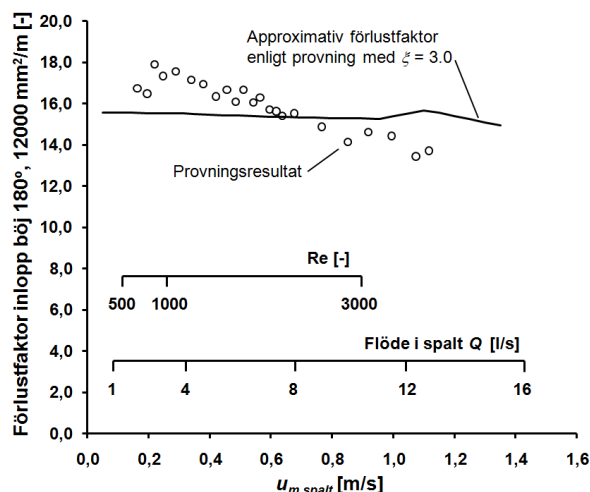 Förlustfaktor inlopp böj 180º, 12000 mm²/m [-]
20,0
18,0
16,0
14,0
12,0
10,0
8,0
6,0
4,0
2,0
0,0
Approximativ förlustfaktor
enligt provning med ξ = 3.0
Provningsresultat
Re [-]
500 1000 3000
Flöde i spalt Q [l/s]
1 4 8 12 16
0,0 0,2 0,4 0,6 0,8 1,0 1,2 1,4 1,6
u m spalt [m/s]